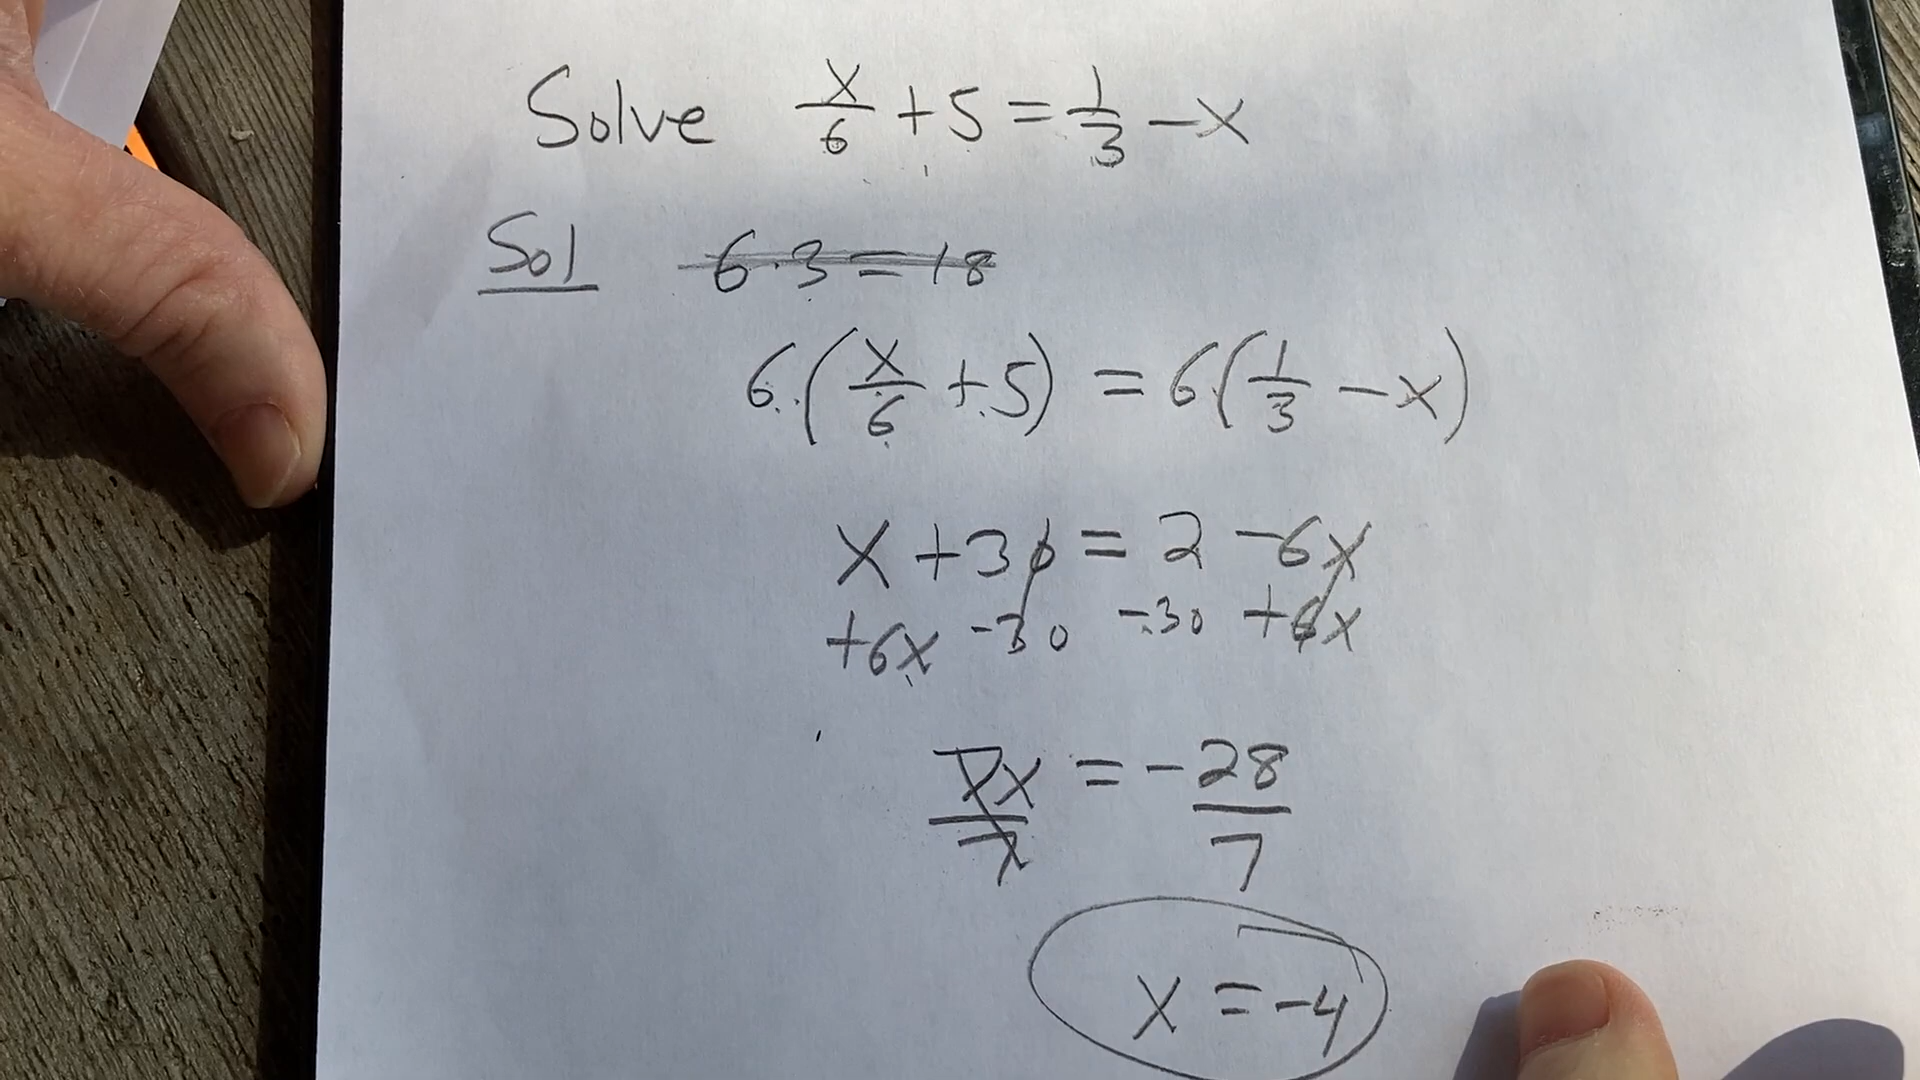 Solve x/6 + 5 = 1/3 - x
Sol 6·3 = 18
6·(x/6 + 5) = 6(1/3 - x)
x + 30 = 2 - 6x
+6x -30 -30 +6x
7x/7 = -28/7
x = -4